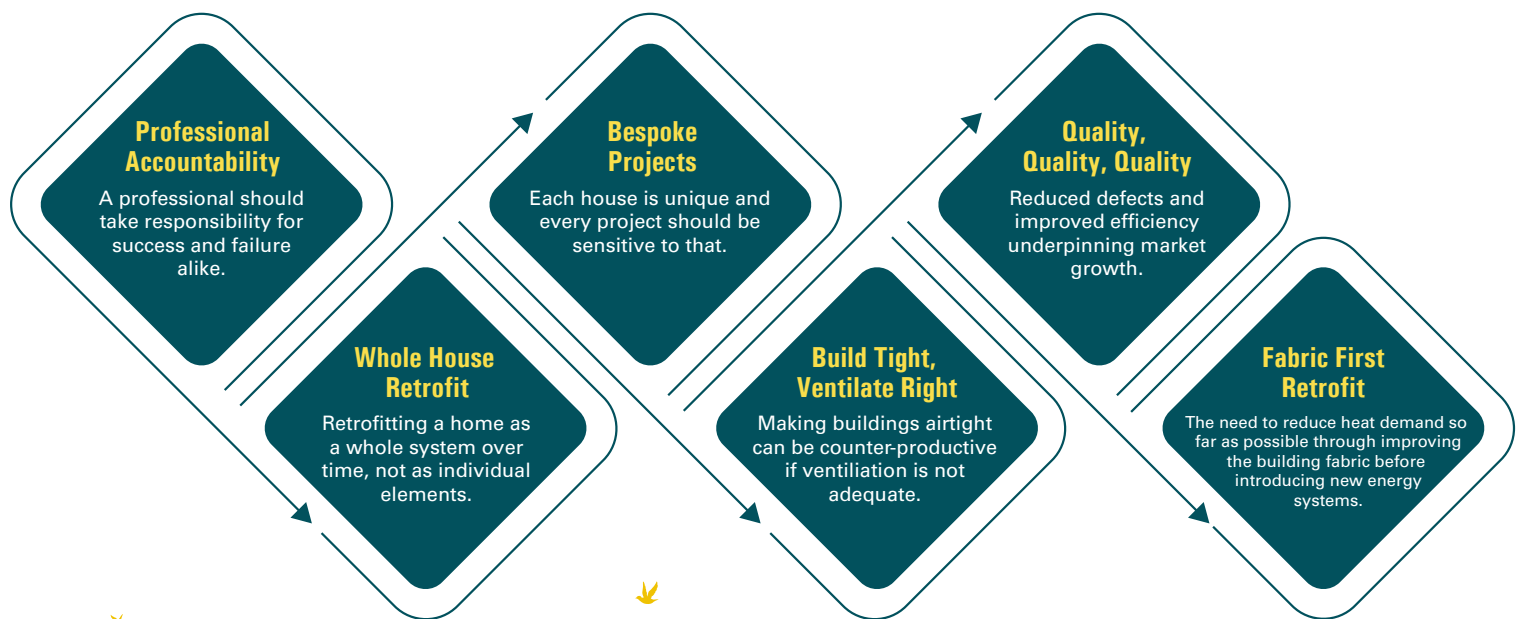 Professional
Accountability
A professional should
take responsibility for
success and failure
alike.
Whole House
Retrofit
Retrofitting a home as
a whole system over
time, not as individual
elements.
Bespoke
Projects
Each house is unique and
every project should be
sensitive to that.
Build Tight,
Ventilate Right
Making buildings airtight
can be counter-productive
if ventiliation is not
adequate.
Quality,
Quality, Quality
Reduced defects and
improved efficiency
underpinning market
growth.
Fabric First
Retrofit
The need to reduce heat demand so
far as possible through improving
the building fabric before
introducing new energy
systems.